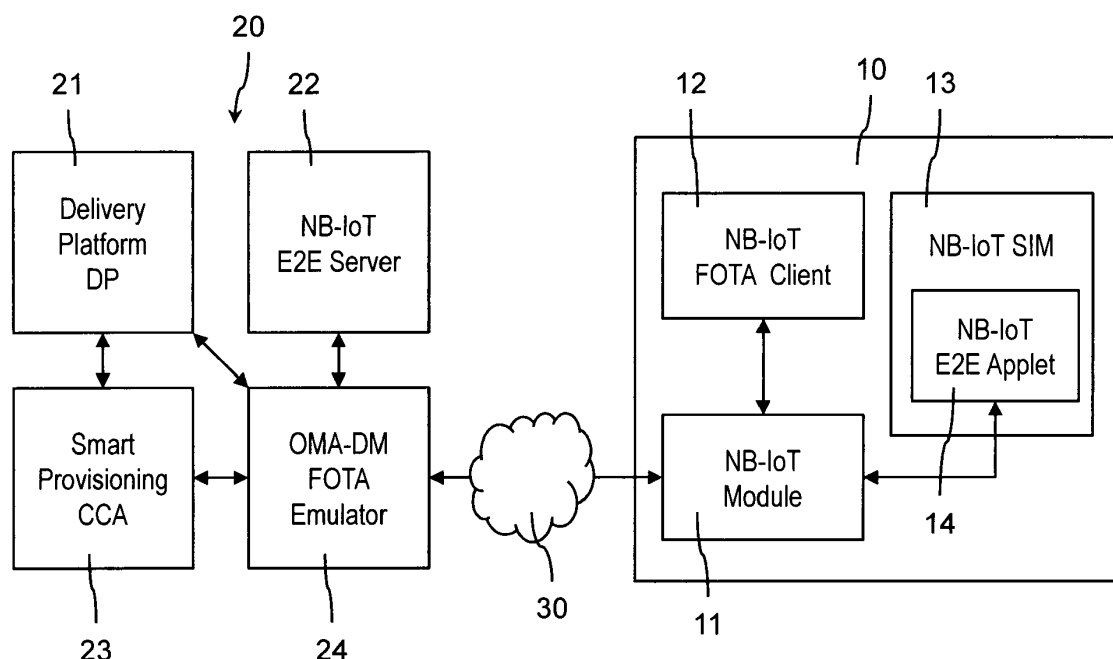 20
21
22
12
10
13
Delivery
Platform
DP
NB-IoT
E2E Server
NB-IoT
FOTA Client
NB-IoT SIM
NB-IoT
E2E Applet
Smart
Provisioning
CCA
OMA-DM
FOTA
Emulator
NB-IoT
Module
14
30
11
23
24